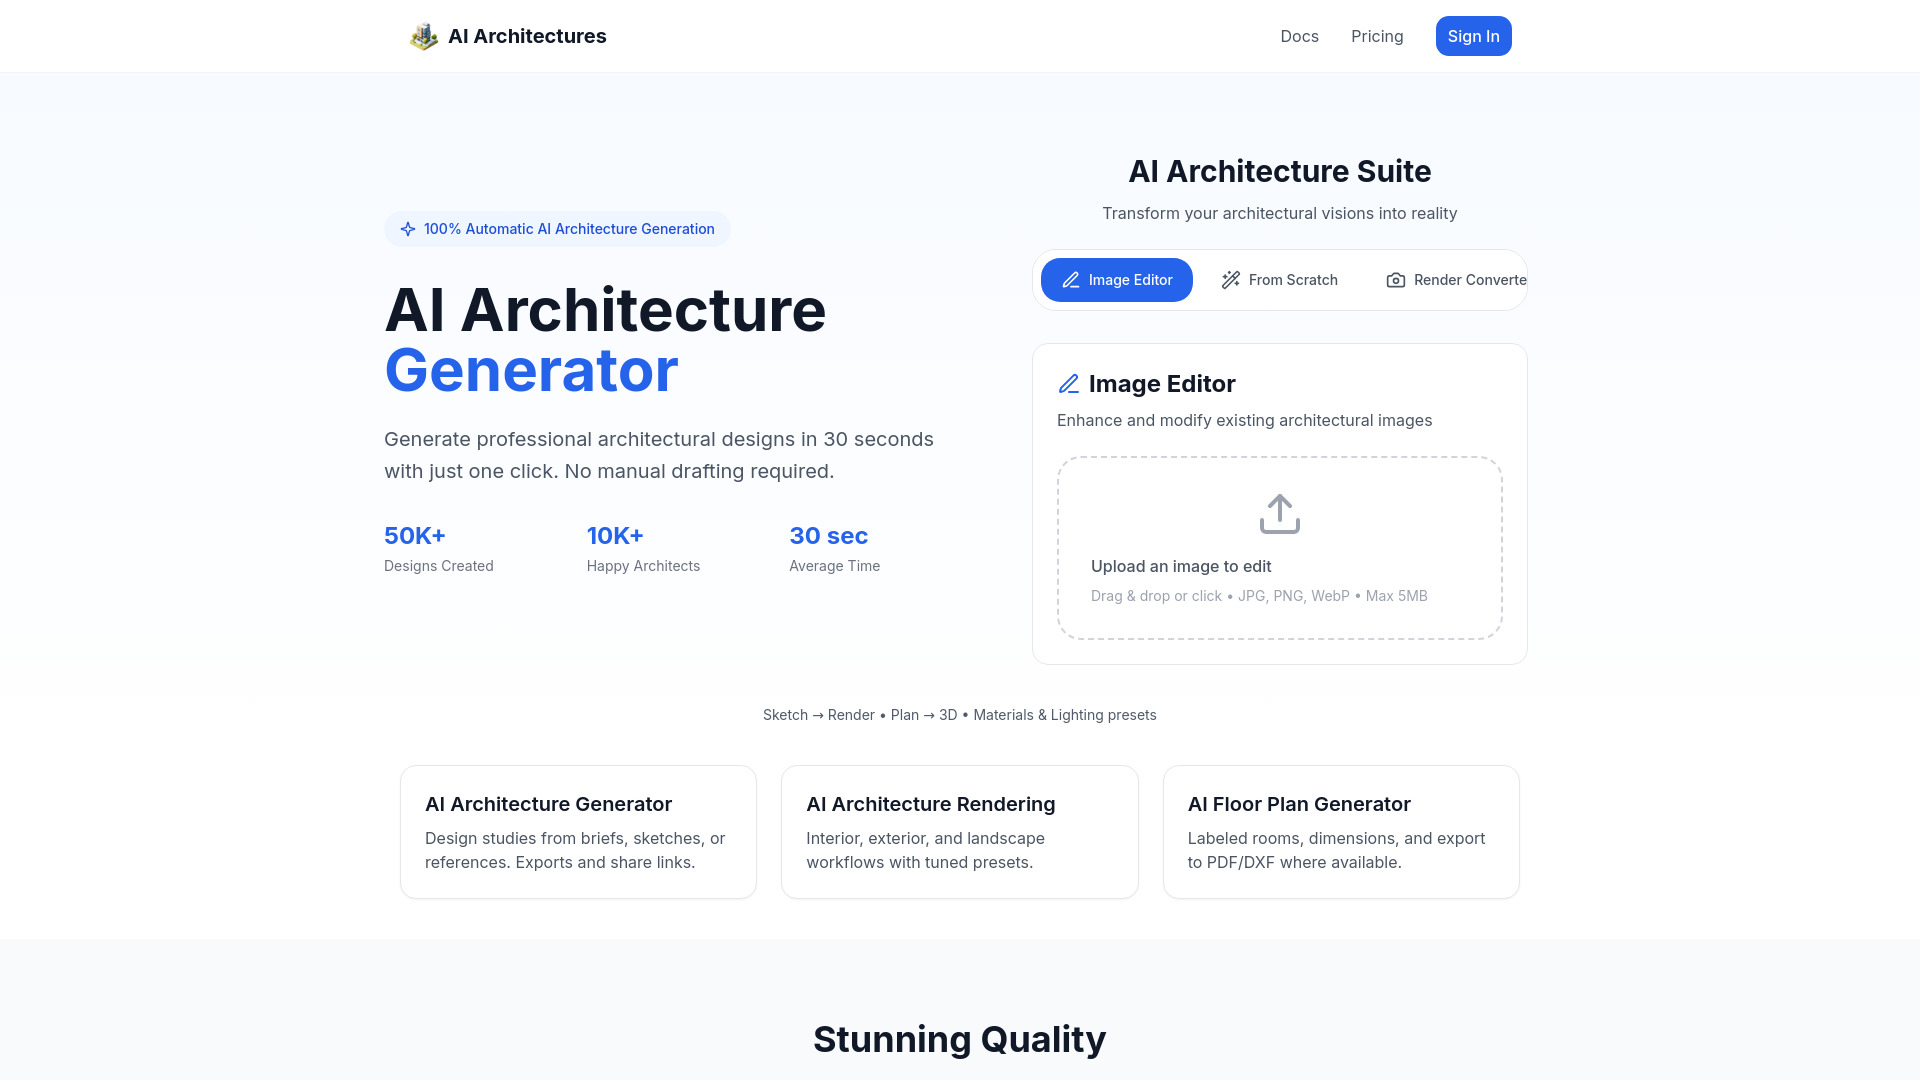 AI Architectures
Docs
Pricing
Sign In
100% Automatic AI Architecture Generation
AI Architecture
Generator
Generate professional architectural designs in 30 seconds
with just one click. No manual drafting required.
50K+
Designs Created
10K+
Happy Architects
30 sec
Average Time
AI Architecture Suite
Transform your architectural visions into reality
Image Editor
From Scratch
Render Converte
Image Editor
Enhance and modify existing architectural images
Upload an image to edit
Drag & drop or click • JPG, PNG, WebP • Max 5MB
Sketch → Render • Plan → 3D • Materials & Lighting presets
AI Architecture Generator
Design studies from briefs, sketches, or
references. Exports and share links.
AI Architecture Rendering
Interior, exterior, and landscape
workflows with tuned presets.
AI Floor Plan Generator
Labeled rooms, dimensions, and export
to PDF/DXF where available.
Stunning Quality